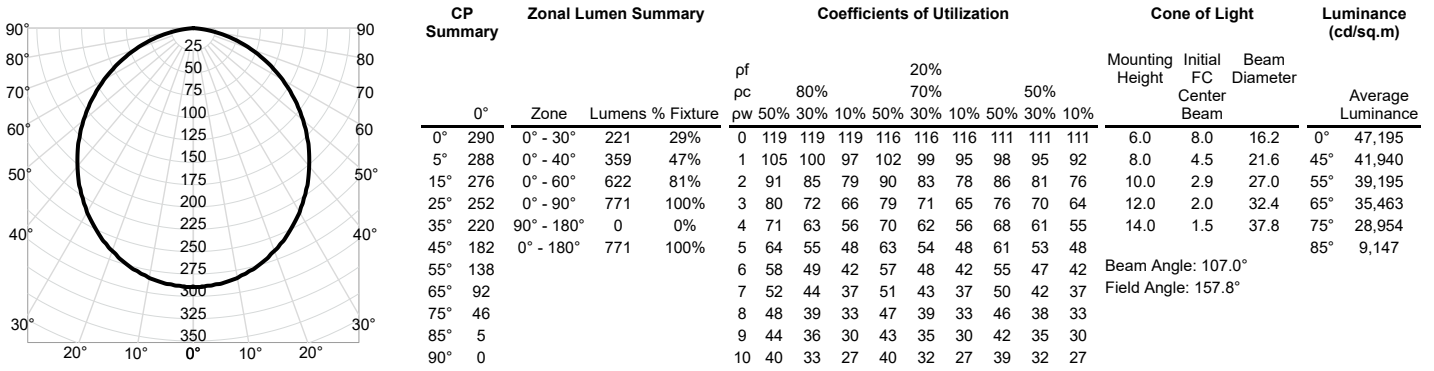 90° 90
80° 80
70° 70
60° 60
50° 50°
40° 40°
30° 30°
20° 10° 0° 10° 20°
25
50
75
100
125
150
175
200
225
250
275
300
325
350
CP Summary
0°
0° 290
5° 288
15° 276
25° 252
35° 220
45° 182
55° 138
65° 92
75° 46
85° 5
90° 0
Zonal Lumen Summary
Zone Lumens % Fixture
0° - 30° 221 29%
0° - 40° 359 47%
0° - 60° 622 81%
0° - 90° 771 100%
90° - 180° 0 0%
0° - 180° 771 100%
Coefficients of Utilization
ρf 20%
ρc 80% 70% 50%
ρw 50% 30% 10% 50% 30% 10% 50% 30% 10%
0 119 119 119 116 116 116 111 111 111
1 105 100 97 102 99 95 98 95 92
2 91 85 79 90 83 78 86 81 76
3 80 72 66 79 71 65 76 70 64
4 71 63 56 70 62 56 68 61 55
5 64 55 48 63 54 48 61 53 48
6 58 49 42 57 48 42 55 47 42
7 52 44 37 51 43 37 50 42 37
8 48 39 33 47 39 33 46 38 33
9 44 36 30 43 35 30 42 35 30
10 40 33 27 40 32 27 39 32 27
Cone of Light
Mounting Height Initial FC Center Beam Beam Diameter
6.0 8.0 16.2
8.0 4.5 21.6
10.0 2.9 27.0
12.0 2.0 32.4
14.0 1.5 37.8
Beam Angle: 107.0°
Field Angle: 157.8°
Luminance
(cd/sq.m)
Average
Luminance
0° 47,195
45° 41,940
55° 39,195
65° 35,463
75° 28,954
85° 9,147